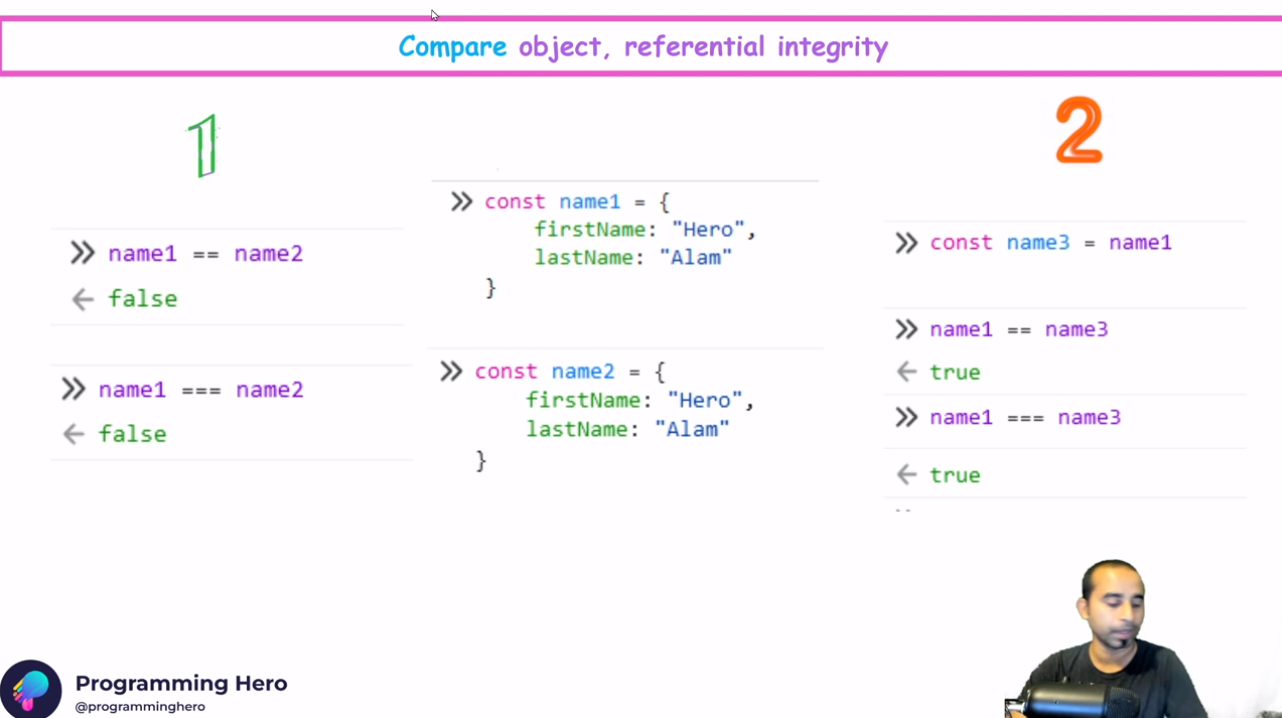 Compare object, referential integrity
1
>> name1 == name2
← false
>> name1 === name2
← false
>> const name1 = {
firstName: "Hero",
lastName: "Alam"
}
>> const name2 = {
firstName: "Hero",
lastName: "Alam"
}
2
>> const name3 = name1
>> name1 == name3
← true
>> name1 === name3
← true
Programming Hero
@programminghero